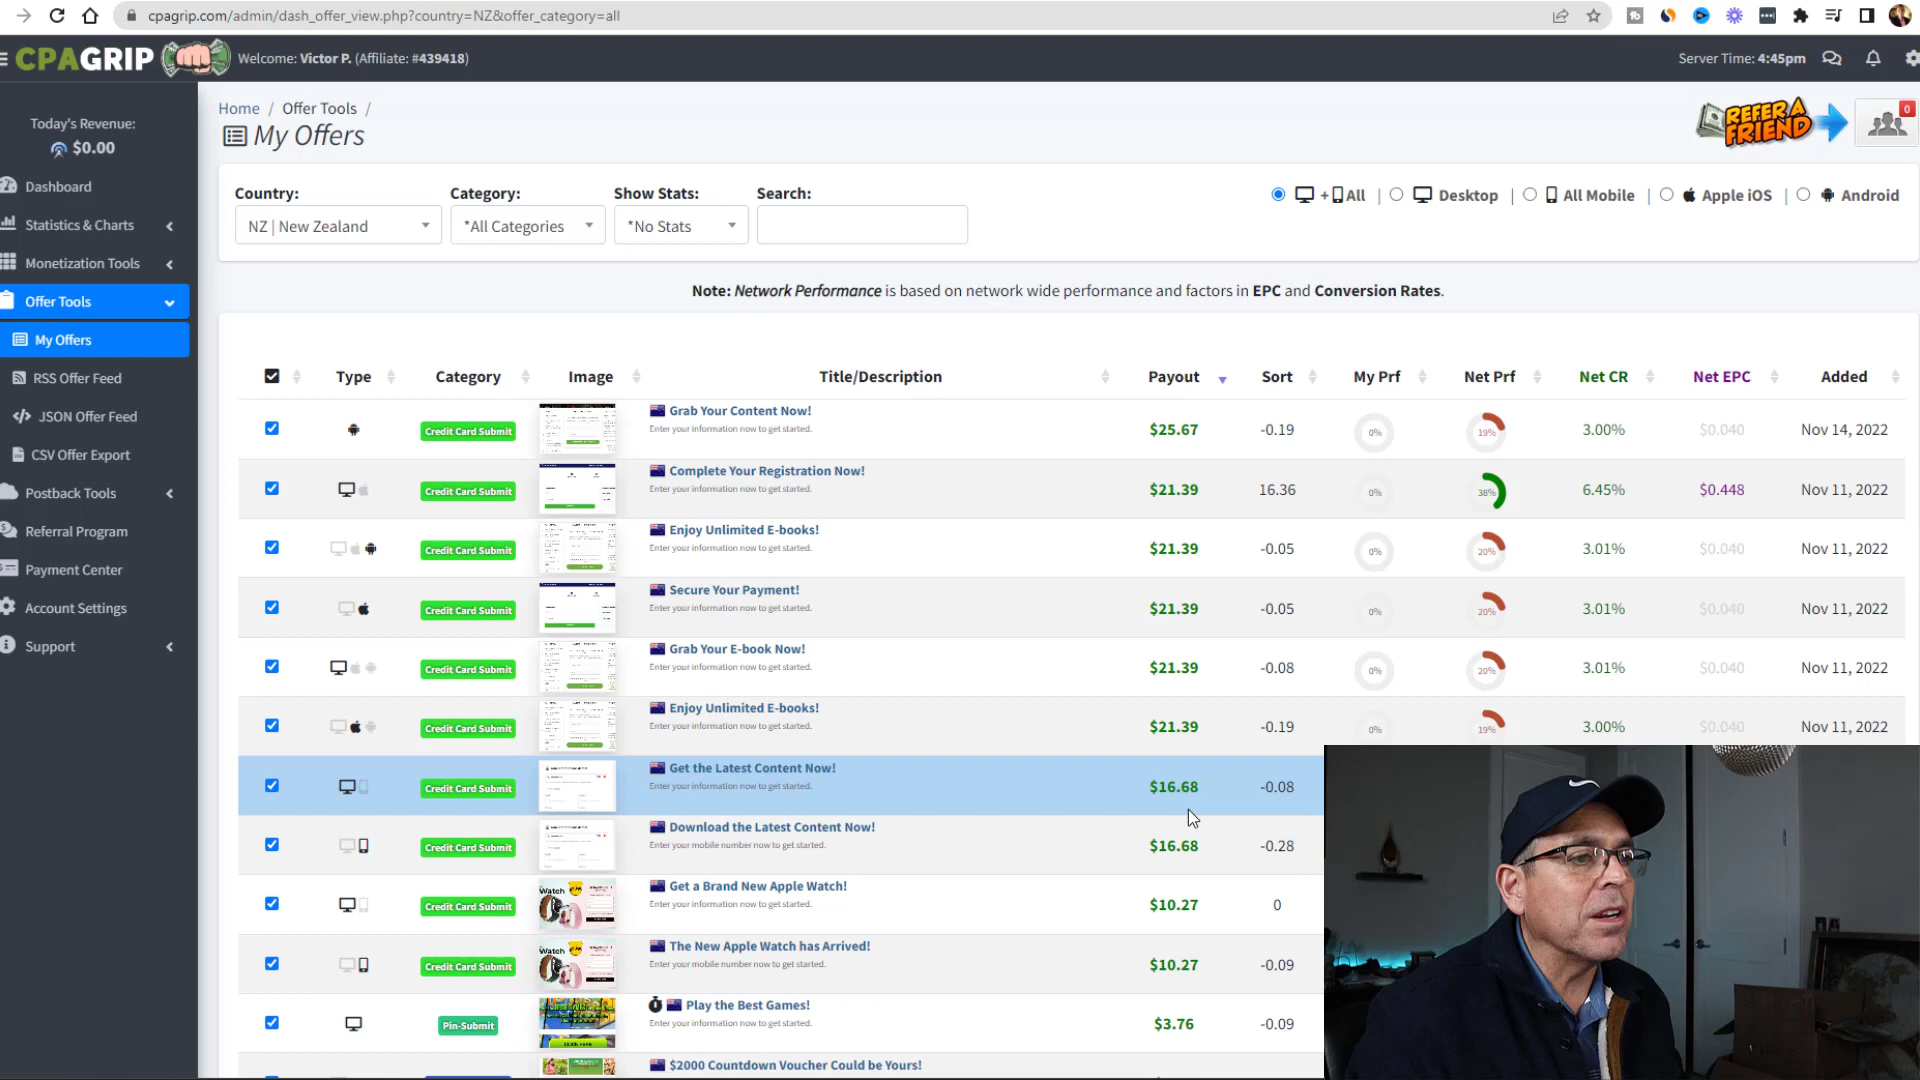 cpagrip.com/admin/dash_offer_view.php?country=NZ&offer_category=all
CPAGRIP
Welcome: Victor P. (Affiliate: #439418)
Server Time: 4:45pm
Today's Revenue:
$0.00
Dashboard
Statistics & Charts
Monetization Tools
Offer Tools
My Offers
RSS Offer Feed
JSON Offer Feed
CSV Offer Export
Postback Tools
Referral Program
Payment Center
Account Settings
Support
Home / Offer Tools /
My Offers
REFER A
FRIEND
0
Country: Category: Show Stats: Search:
NZ | New Zealand *All Categories *No Stats
+ All | Desktop | All Mobile | Apple iOS | Android
Note: Network Performance is based on network wide performance and factors in EPC and Conversion Rates.
Type Category Image Title/Description Payout Sort My Prf Net Prf Net CR Net EPC Added
Credit Card Submit Grab Your Content Now! $25.67 -0.19 0% 19% 3.00% $0.040 Nov 14, 2022
Enter your information now to get started.
Credit Card Submit Complete Your Registration Now! $21.39 16.36 0% 38% 6.45% $0.448 Nov 11, 2022
Enter your information now to get started.
Credit Card Submit Enjoy Unlimited E-books! $21.39 -0.05 0% 20% 3.01% $0.040 Nov 11, 2022
Enter your information now to get started.
Credit Card Submit Secure Your Payment! $21.39 -0.05 0% 20% 3.01% $0.040 Nov 11, 2022
Enter your information now to get started.
Credit Card Submit Grab Your E-book Now! $21.39 -0.08 0% 20% 3.01% $0.040 Nov 11, 2022
Enter your information now to get started.
Credit Card Submit Enjoy Unlimited E-books! $21.39 -0.19 0% 19% 3.00% $0.040 Nov 11, 2022
Enter your information now to get started.
Credit Card Submit Get the Latest Content Now! $16.68 -0.08
Enter your information now to get started.
Credit Card Submit Download the Latest Content Now! $16.68 -0.28
Enter your mobile number now to get started.
Credit Card Submit Watch Get a Brand New Apple Watch! $10.27 0
Enter your information now to get started.
Credit Card Submit Watch The New Apple Watch has Arrived! $10.27 -0.09
Enter your mobile number now to get started.
Pin-Submit Play the Best Games! $3.76 -0.09
Enter your information now to get started.
$2000 Countdown Voucher Could be Yours!